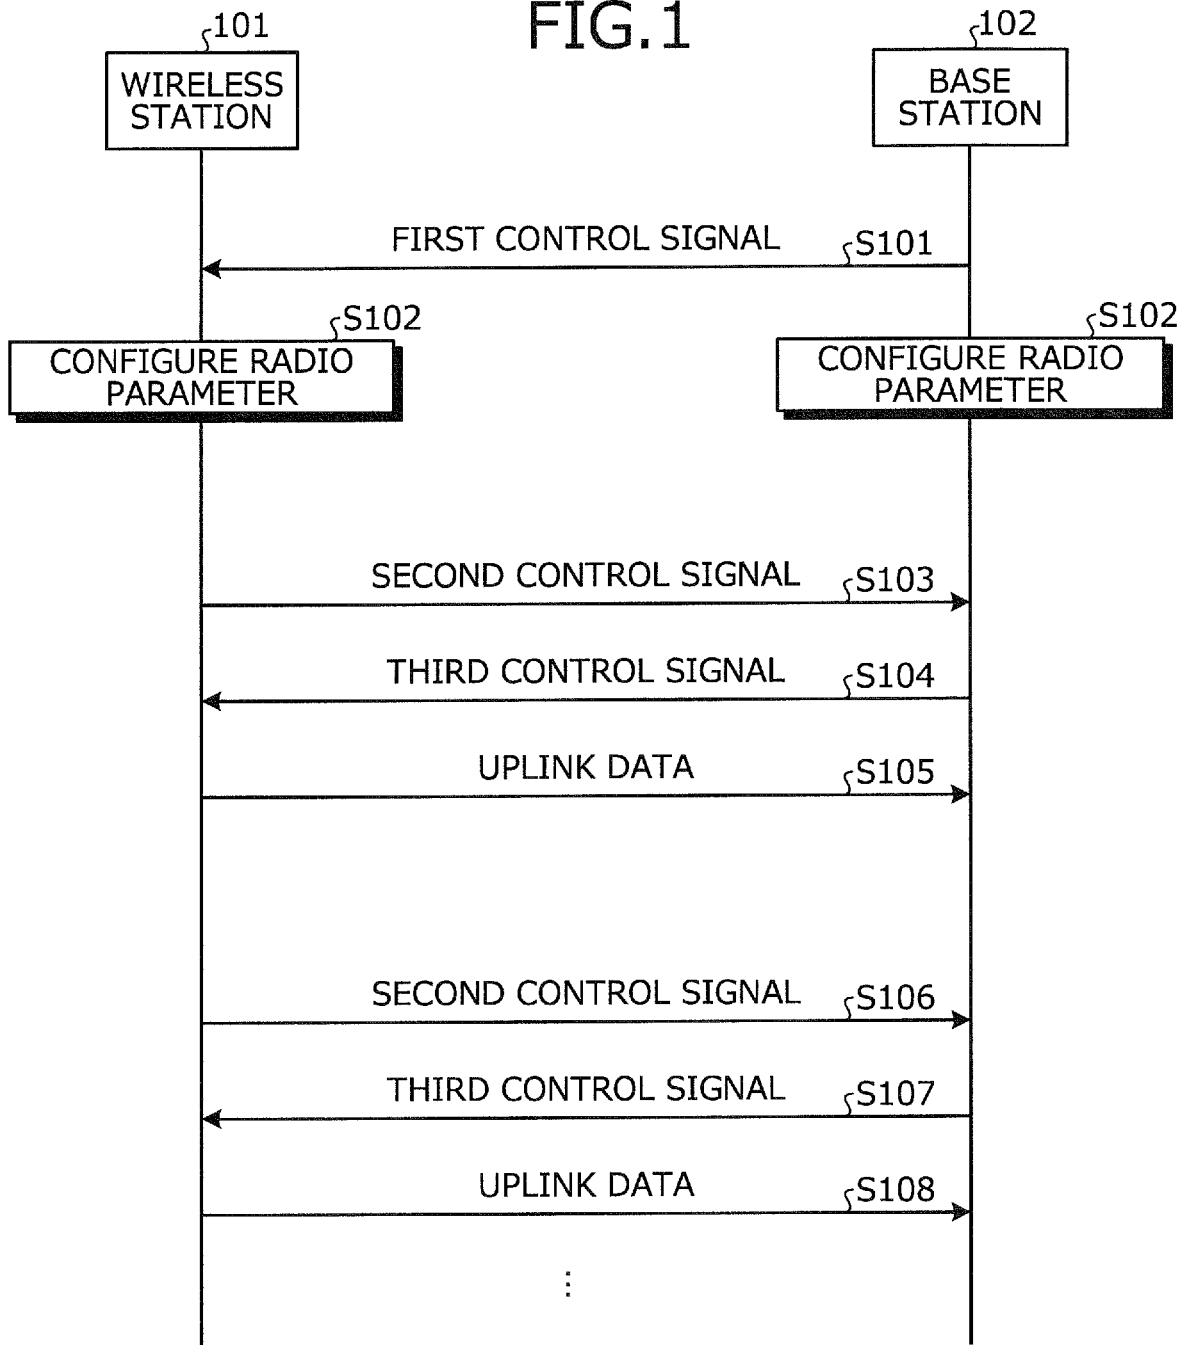 FIG.1
101
102
WIRELESS
STATION
BASE
STATION
FIRST CONTROL SIGNAL
S101
S102
S102
CONFIGURE RADIO
PARAMETER
CONFIGURE RADIO
PARAMETER
SECOND CONTROL SIGNAL
S103
THIRD CONTROL SIGNAL
S104
UPLINK DATA
S105
SECOND CONTROL SIGNAL
S106
THIRD CONTROL SIGNAL
S107
UPLINK DATA
S108
⋮